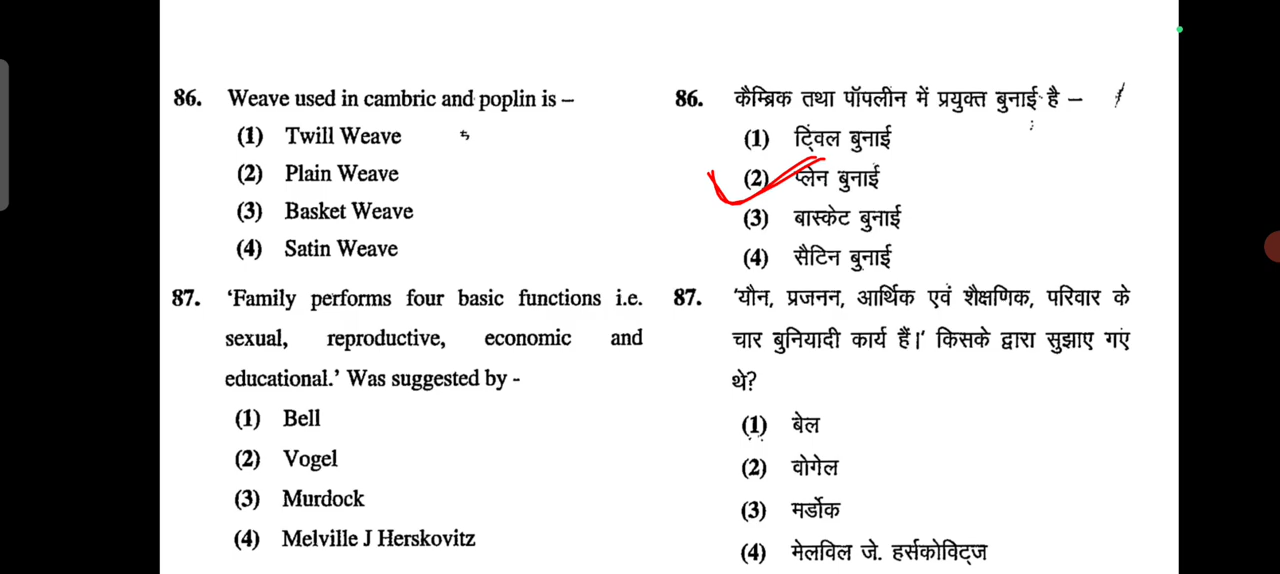 86. Weave used in cambric and poplin is –
(1) Twill Weave
(2) Plain Weave
(3) Basket Weave
(4) Satin Weave
87. ‘Family performs four basic functions i.e.
sexual, reproductive, economic and
educational.’ Was suggested by -
(1) Bell
(2) Vogel
(3) Murdock
(4) Melville J Herskovitz
86. कैम्ब्रिक तथा पॉपलीन में प्रयुक्त बुनाई है –
(1) ट्विंल बुनाई
(2) प्लेन बुनाई
(3) बास्केट बुनाई
(4) सैटिन बुनाई
87. ‘यौन, प्रजनन, आर्थिक एवं शैक्षणिक, परिवार के
चार बुनियादी कार्य हैं।’ किसके द्वारा सुझाए गए
थे?
(1) बेल
(2) वोगेल
(3) मर्डोक
(4) मेलविल जे. हर्सकोविट्ज